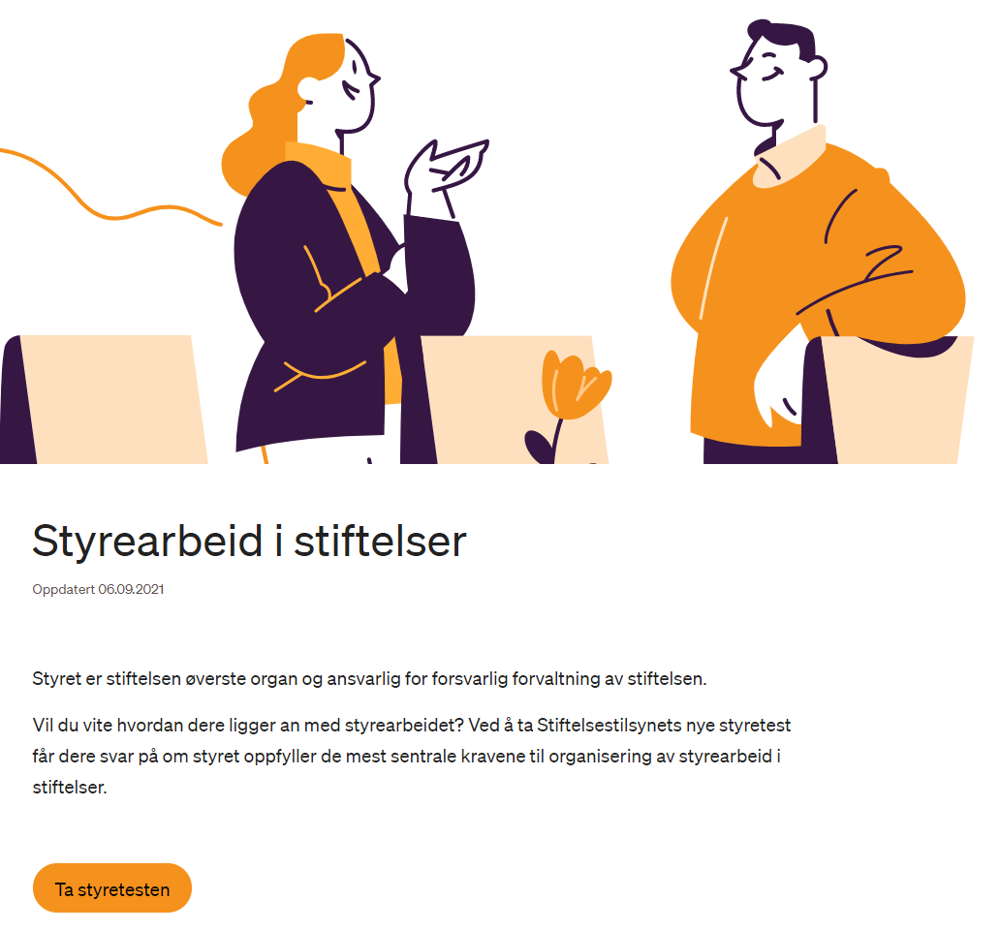 Styrearbeid i stiftelser
Oppdatert 06.09.2021
Styret er stiftelsen øverste organ og ansvarlig for forsvarlig forvaltning av stiftelsen.
Vil du vite hvordan dere ligger an med styrearbeidet? Ved å ta Stiftelsestilsynets nye styretest
får dere svar på om styret oppfyller de mest sentrale kravene til organisering av styrearbeid i
stiftelser.
Ta styretesten